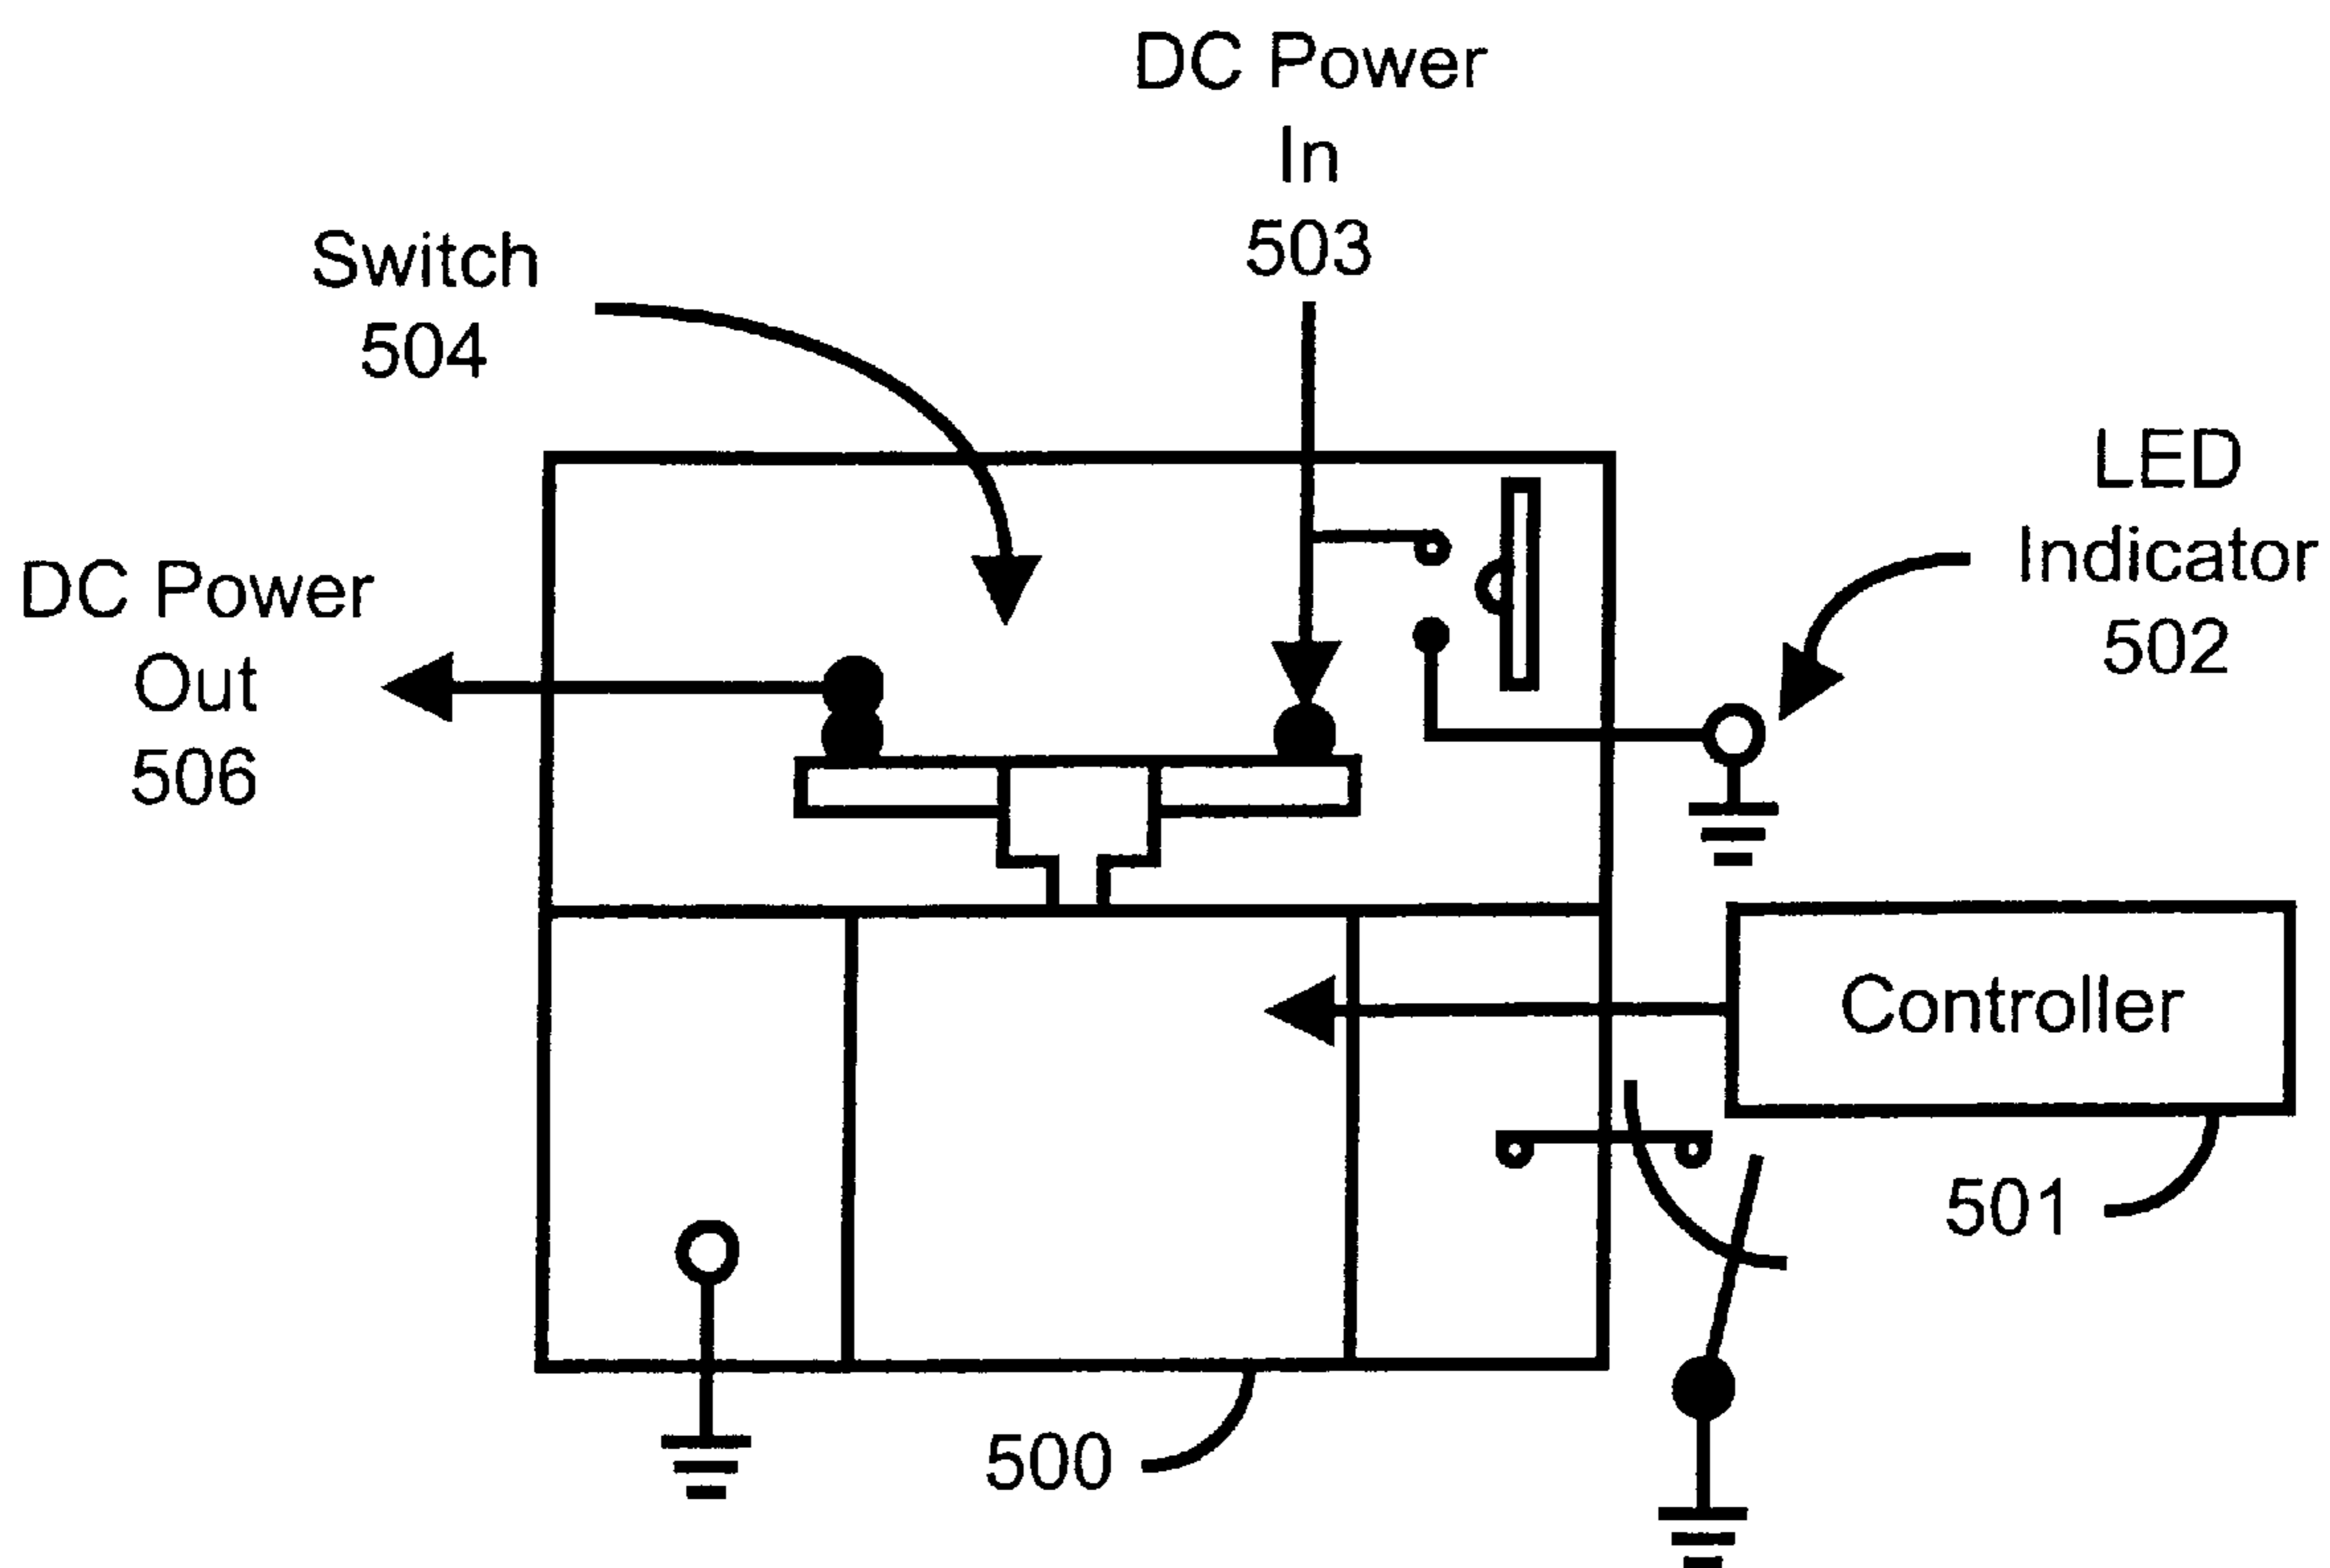 DC Power
In
503
Switch
504
LED
Indicator
502
DC Power
Out
506
Controller
501
500